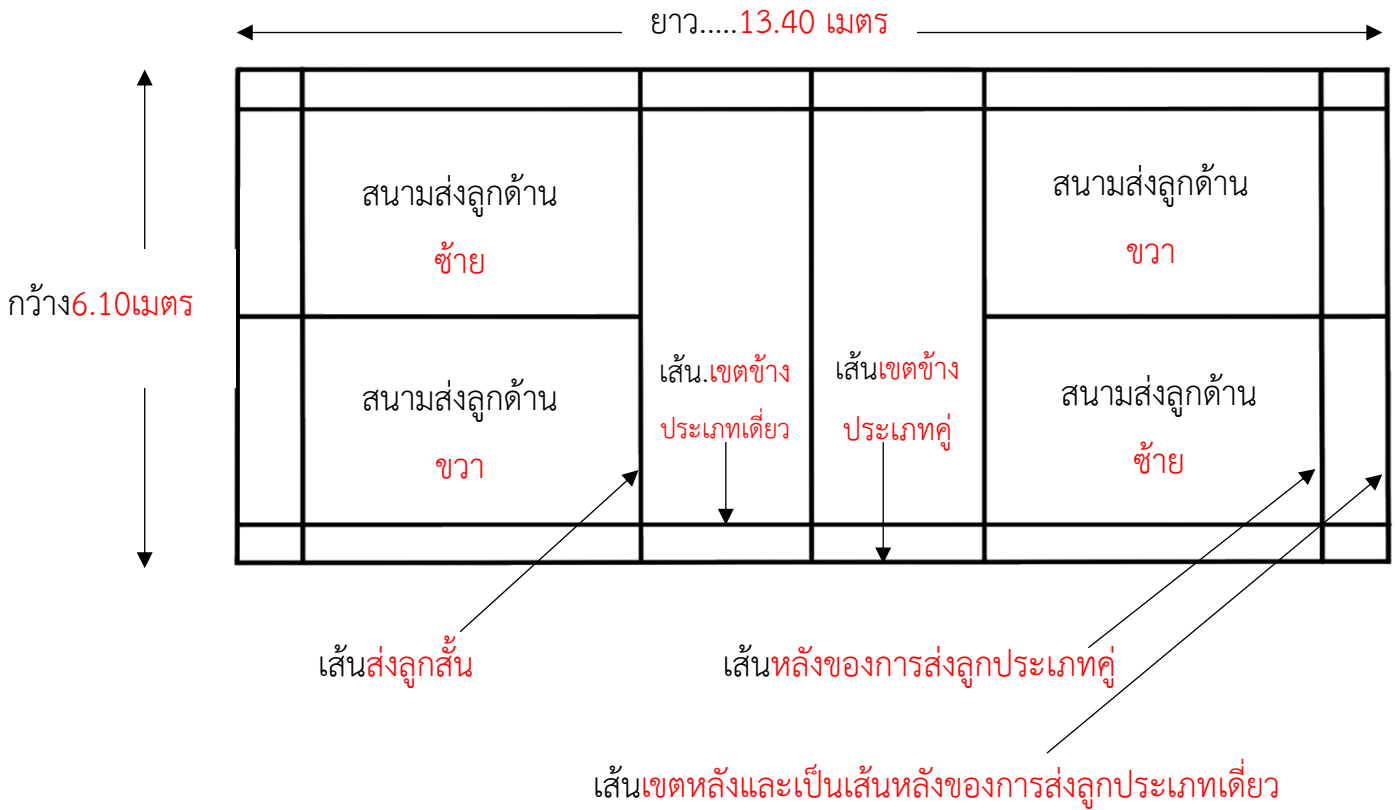 ยาว.....13.40 เมตร
สนามส่งลูกด้าน
ซ้าย
สนามส่งลูกด้าน
ขวา
กว้าง6.10เมตร
สนามส่งลูกด้าน
ขวา
เส้น.เขตข้าง
ประเภทเดี่ยว
เส้นเขตข้าง
ประเภทคู่
สนามส่งลูกด้าน
ซ้าย
เส้นส่งลูกสั้น
เส้นหลังของการส่งลูกประเภทคู่
เส้นเขตหลังและเป็นเส้นหลังของการส่งลูกประเภทเดี่ยว